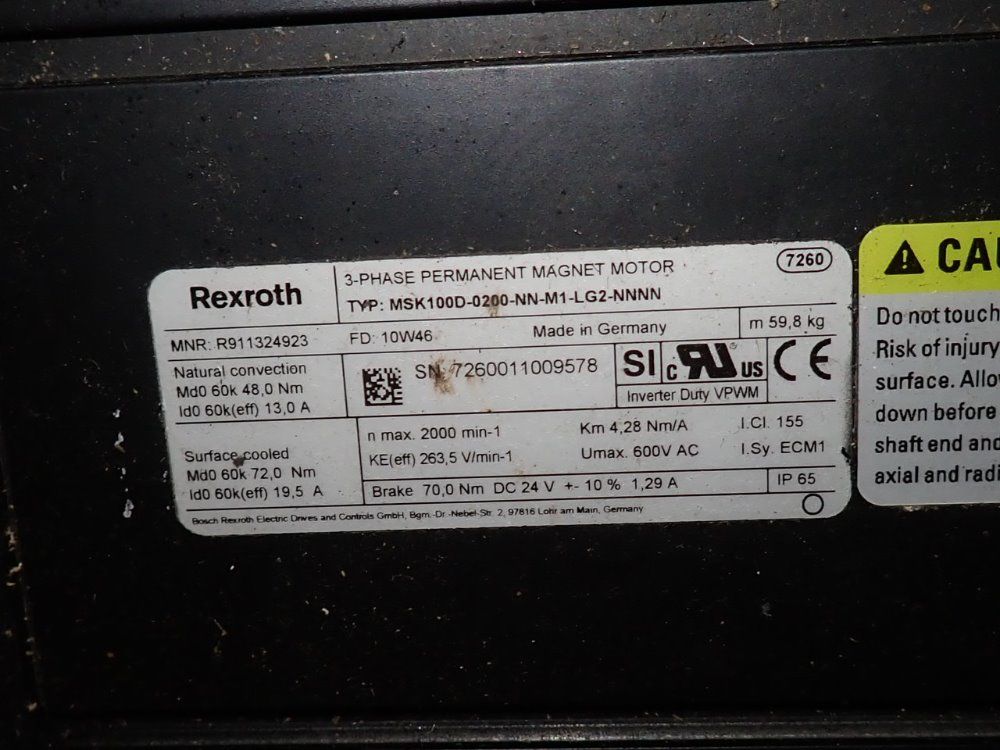 Rexroth
3-PHASE PERMANENT MAGNET MOTOR
7260
TYP: MSK100D-0200-NN-M1-LG2-NNNN
MNR: R911324923
FD: 10W46
Made in Germany
m 59,8 kg
Natural convection
Md0 60k 48,0 Nm
Id0 60k(eff) 13,0 A
SN: 7260011009578
SI
c RU US
Inverter Duty VPWM
CE
Surface cooled
Md0 60k 72,0 Nm
Id0 60k(eff) 19,5 A
n max. 2000 min-1
Km 4,28 Nm/A
I.Cl. 155
KE(eff) 263,5 V/min-1
Umax. 600V AC
I.Sy. ECM1
Brake 70,0 Nm DC 24 V +- 10 % 1,29 A
IP 65
Bosch Rexroth Electric Drives and Controls GmbH, Bgm.-Dr.-Nebel-Str. 2, 97816 Lohr am Main, Germany
CAU
Do not touch
Risk of injury
surface. Allo
down before
shaft end and
axial and radi